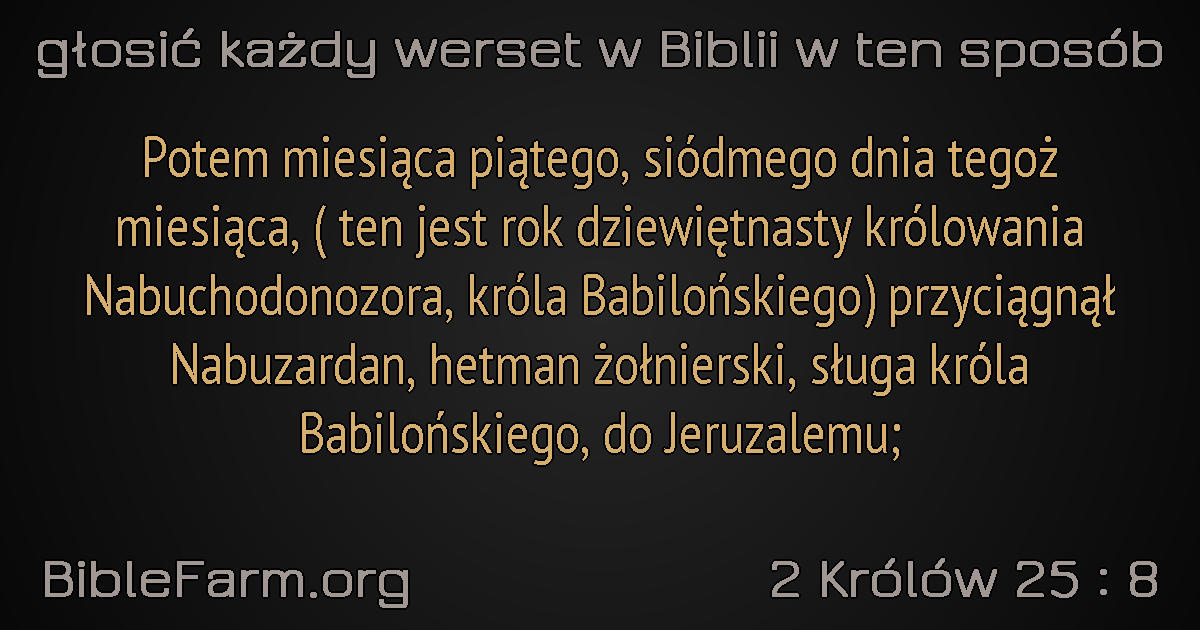 głosić każdy werset w Biblii w ten sposób
Potem miesiąca piątego, siódmego dnia tegoż
miesiąca, ( ten jest rok dziewiętnasty królowania
Nabuchodonozora, króla Babilońskiego) przyciągnął
Nabuzardan, hetman żołnierski, sługa króla
Babilońskiego, do Jeruzalemu;
BibleFarm.org
2 Królów 25 : 8